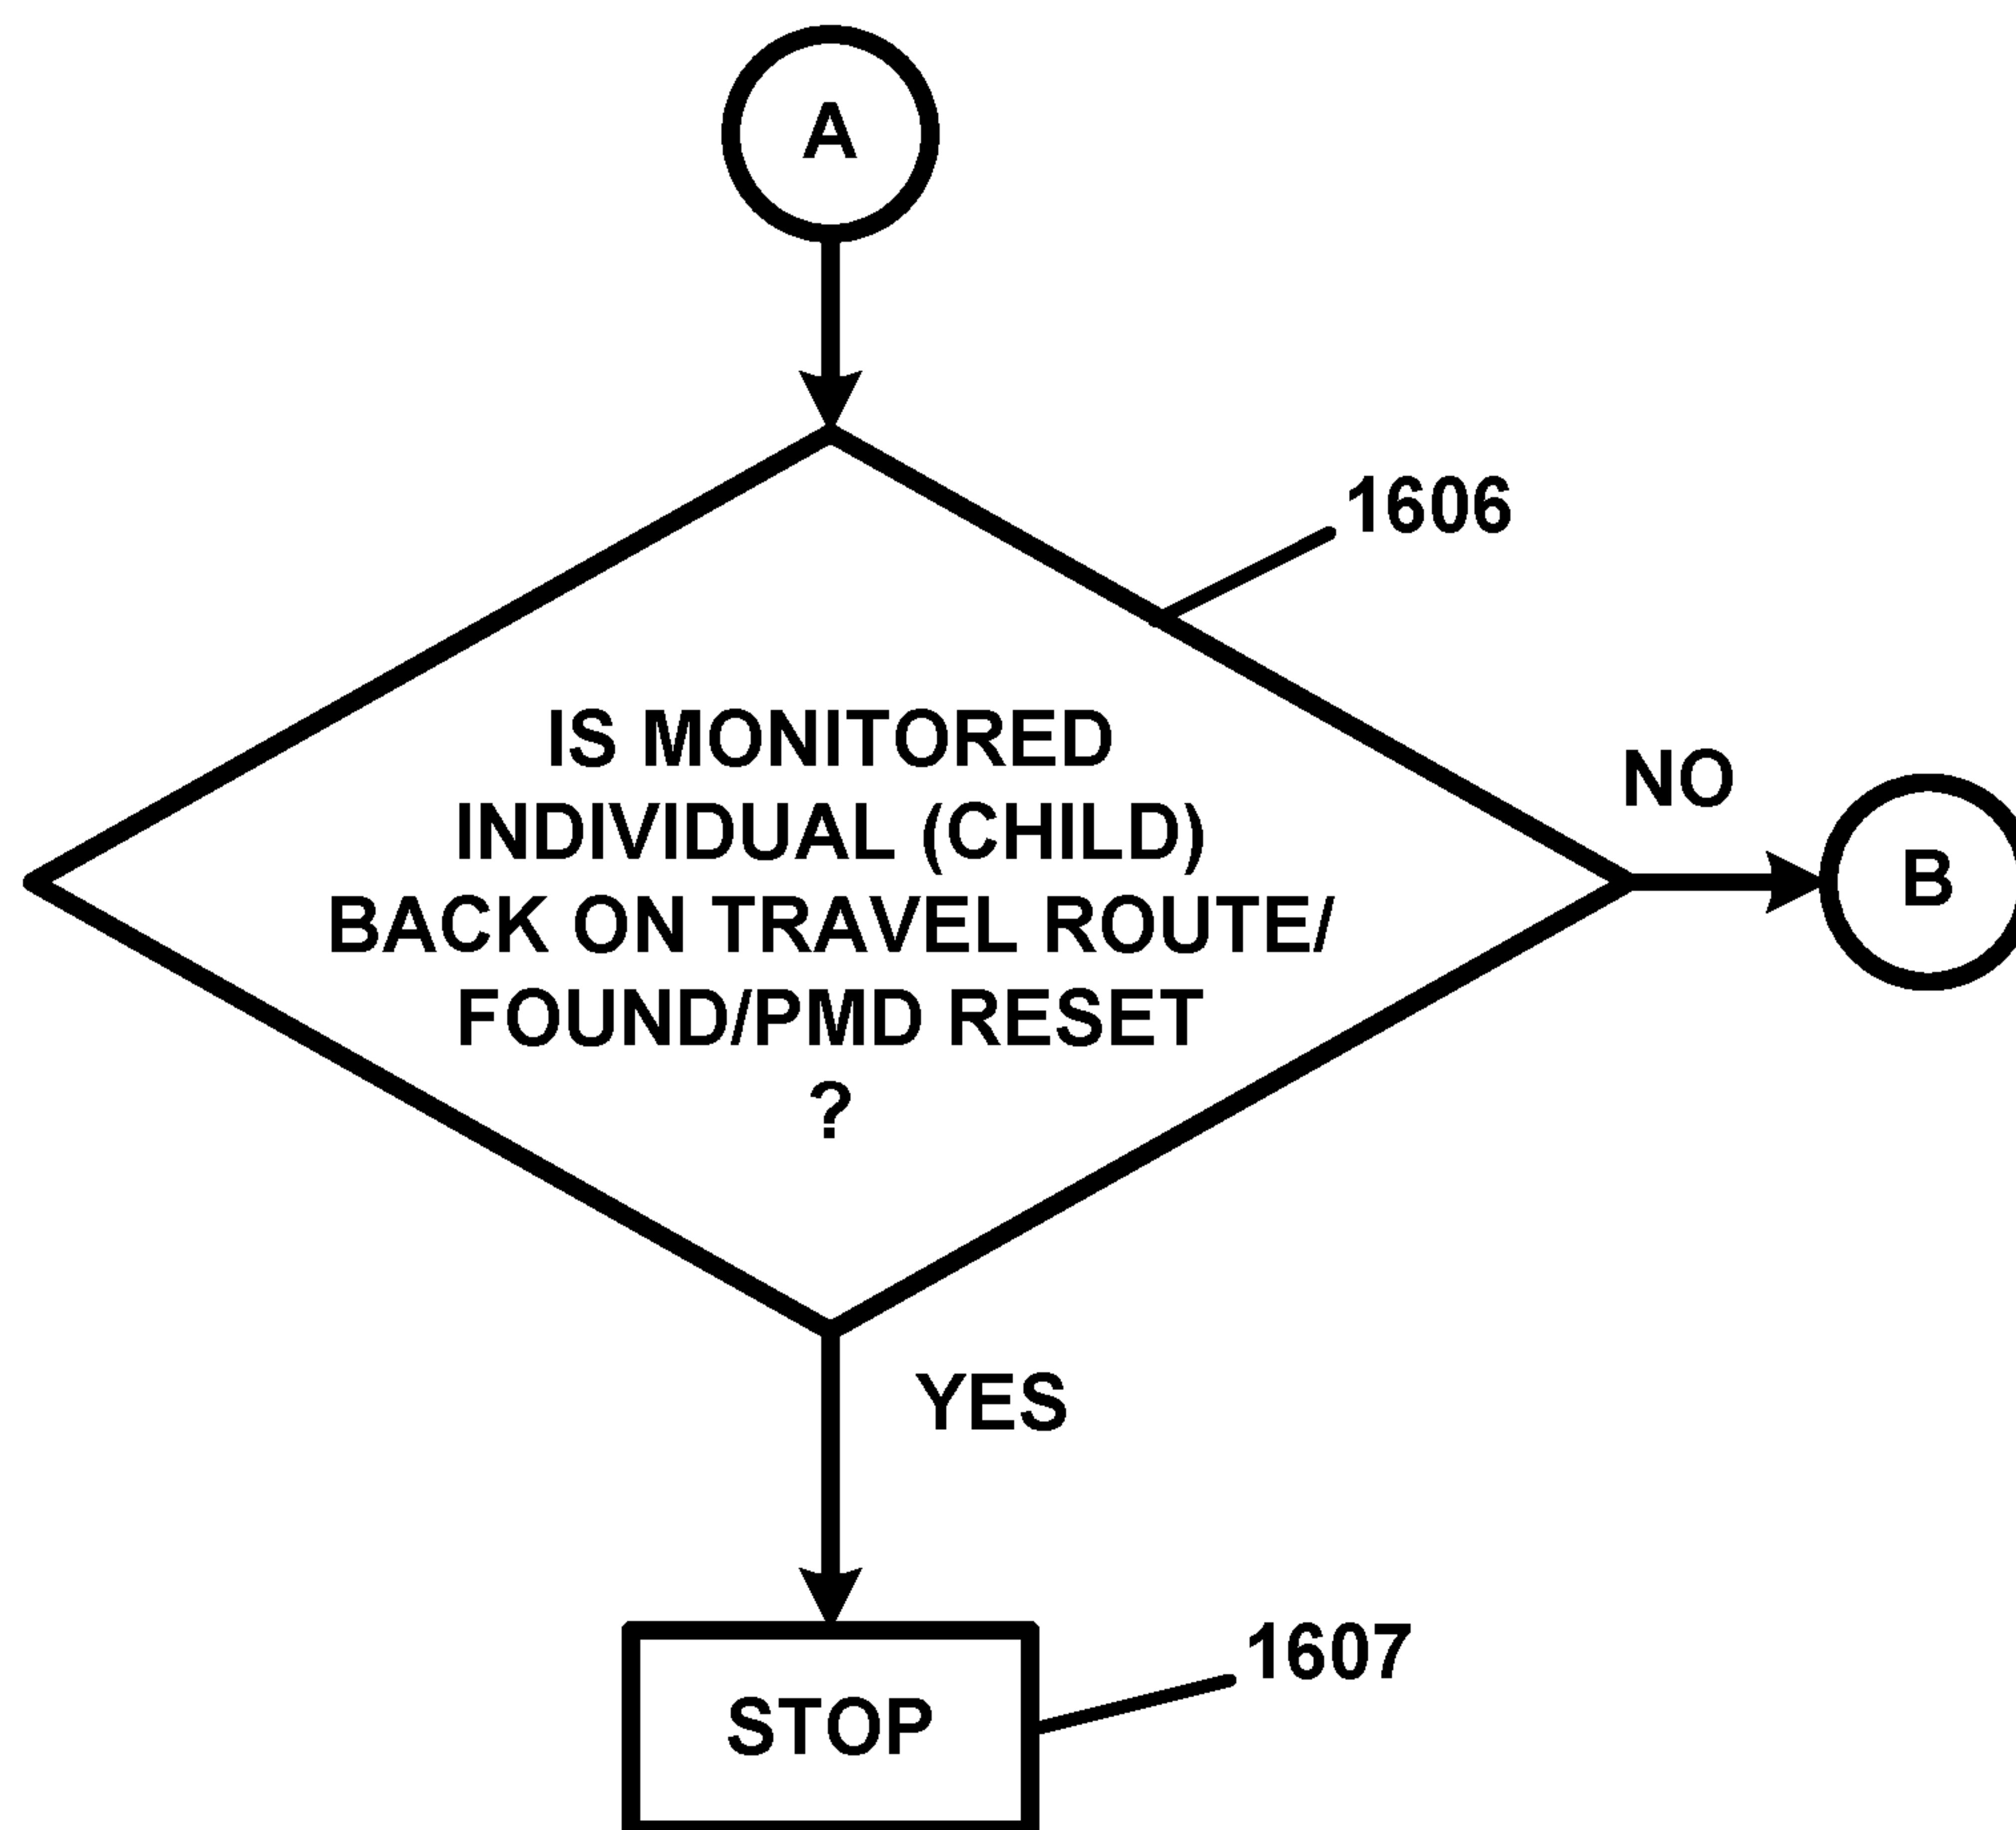 A
1606
IS MONITORED
INDIVIDUAL (CHILD)
BACK ON TRAVEL ROUTE/
FOUND/PMD RESET
?
NO
B
YES
STOP
1607